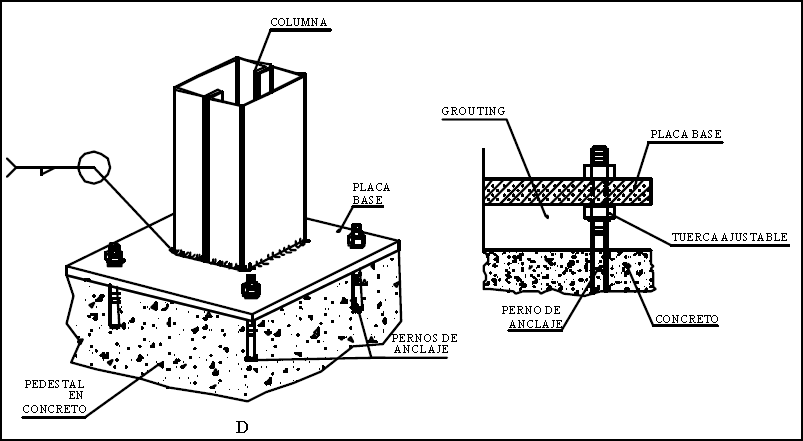 COLUMNA
GROUTING
PLACA BASE
PLACA
BASE
TUERCA AJUSTABLE
PERNO DE
ANCLAJE
CONCRETO
PERNOS DE
ANCLAJE
PEDESTAL
EN
CONCRETO
D